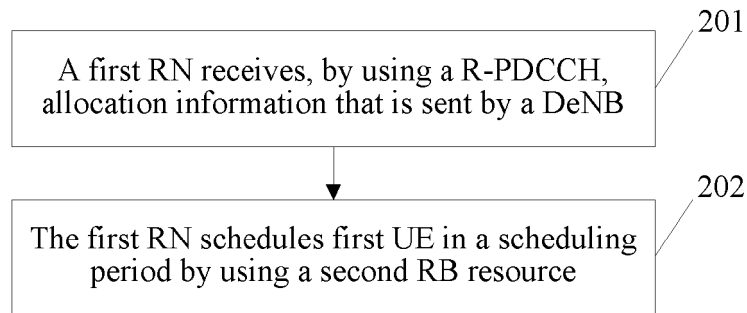 201
A first RN receives, by using a R-PDCCH,
allocation information that is sent by a DeNB
202
The first RN schedules first UE in a scheduling
period by using a second RB resource